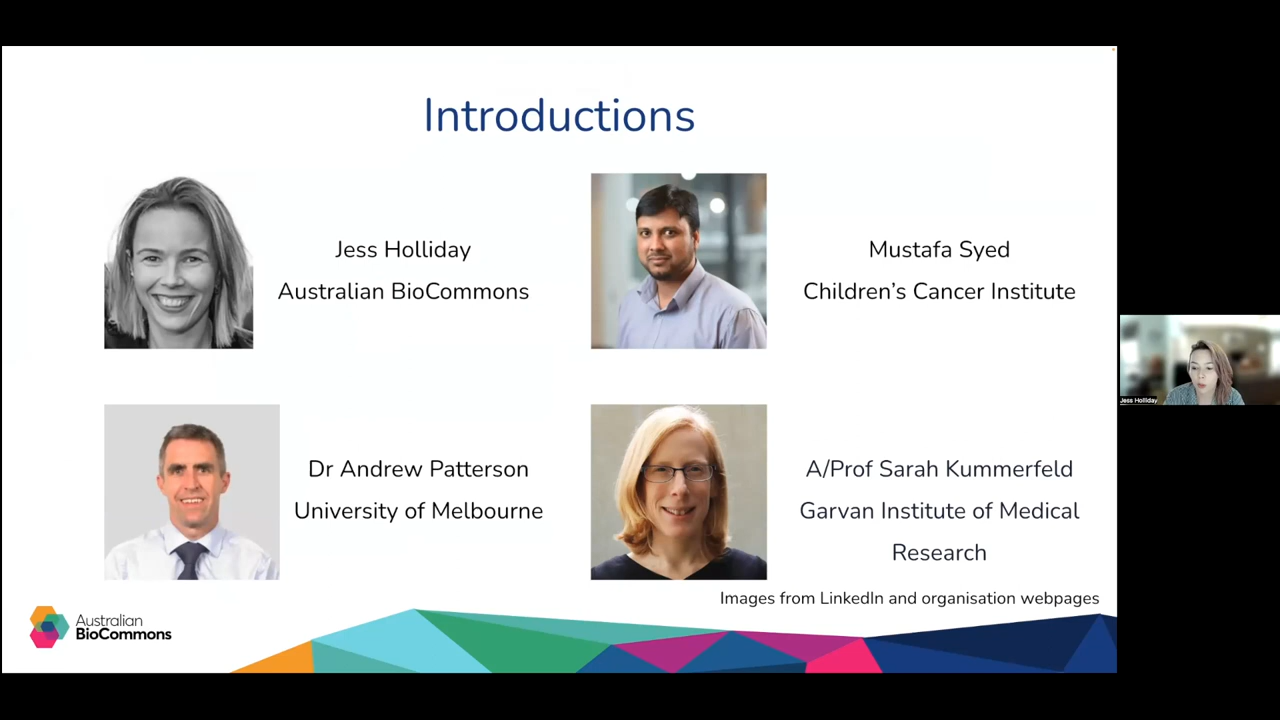 Introductions
Jess Holliday
Australian BioCommons
Mustafa Syed
Children’s Cancer Institute
Dr Andrew Patterson
University of Melbourne
A/Prof Sarah Kummerfeld
Garvan Institute of Medical
Research
Images from LinkedIn and organisation webpages
Australian
BioCommons
Jess Holliday